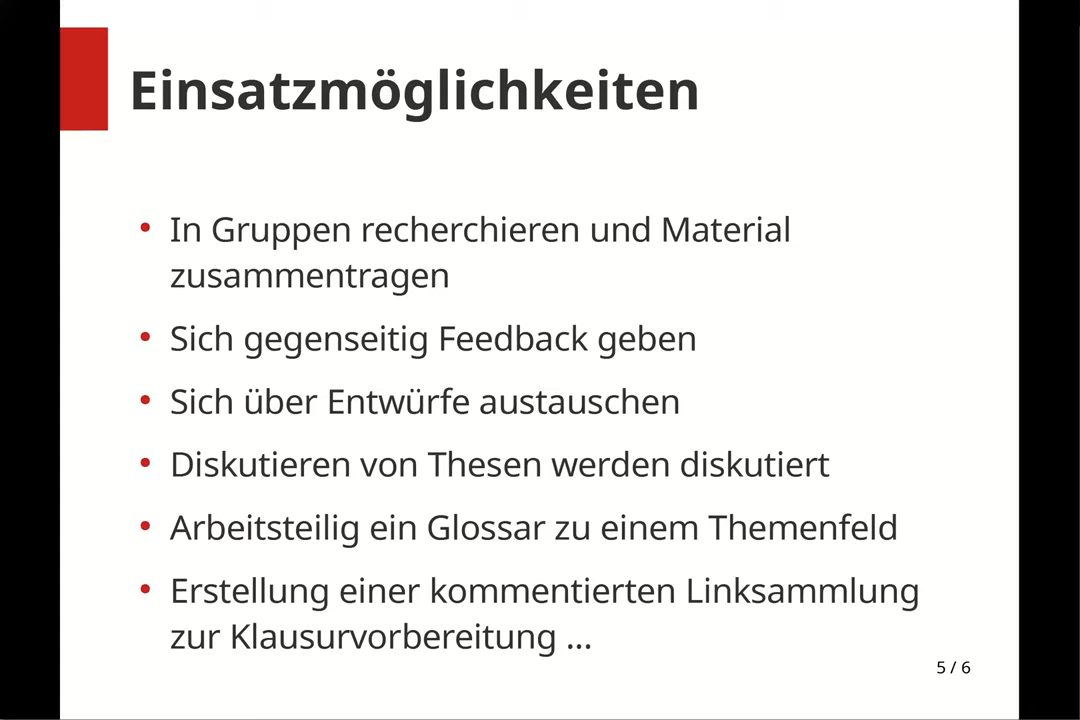 Einsatzmöglichkeiten
• In Gruppen recherchieren und Material
zusammentragen
• Sich gegenseitig Feedback geben
• Sich über Entwürfe austauschen
• Diskutieren von Thesen werden diskutiert
• Arbeitsteilig ein Glossar zu einem Themenfeld
• Erstellung einer kommentierten Linksammlung
zur Klausurvorbereitung ...
5 / 6